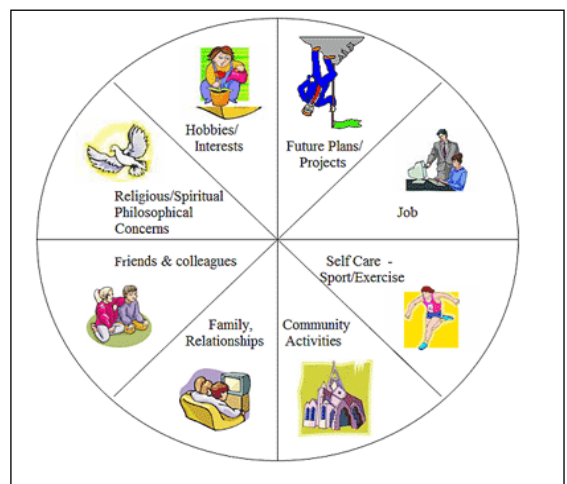 Hobbies/
Interests
Future Plans/
Projects
Religious/Spiritual
Philosophical
Concerns
Job
Friends & colleagues
Self Care -
Sport/Exercise
Family,
Relationships
Community
Activities